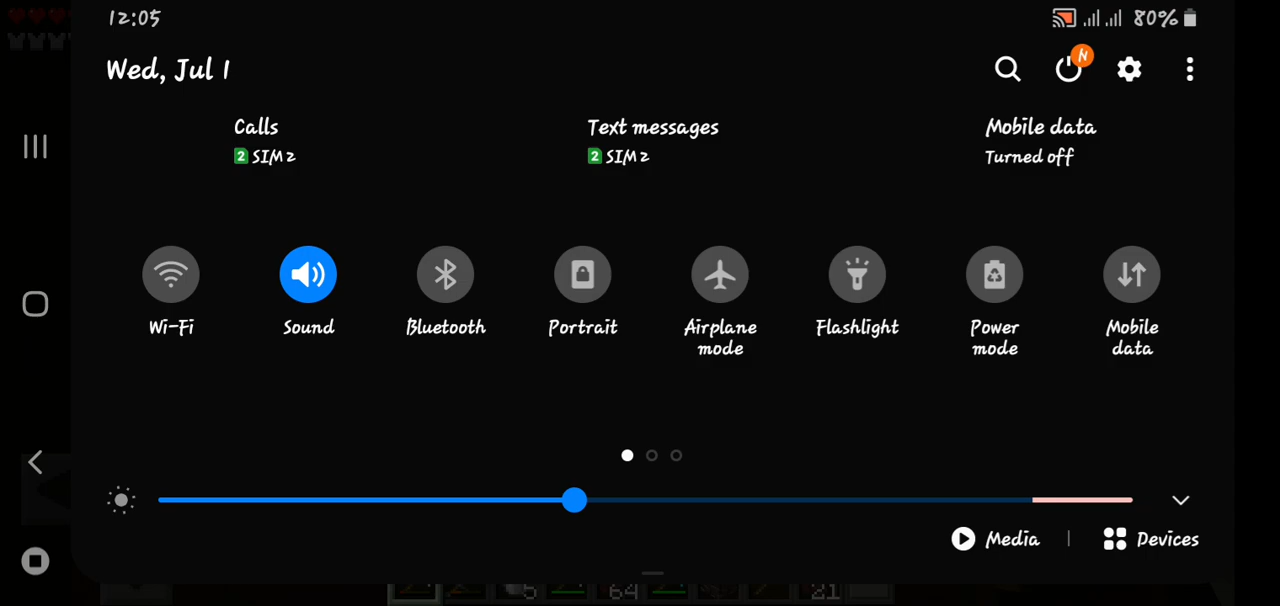 12:05
80%
Wed, Jul 1
N
Calls
2 SIM 2
Text messages
2 SIM 2
Mobile data
Turned off
Wi-Fi
Sound
Bluetooth
Portrait
Airplane mode
Flashlight
Power mode
Mobile data
Media | Devices
5
64
21